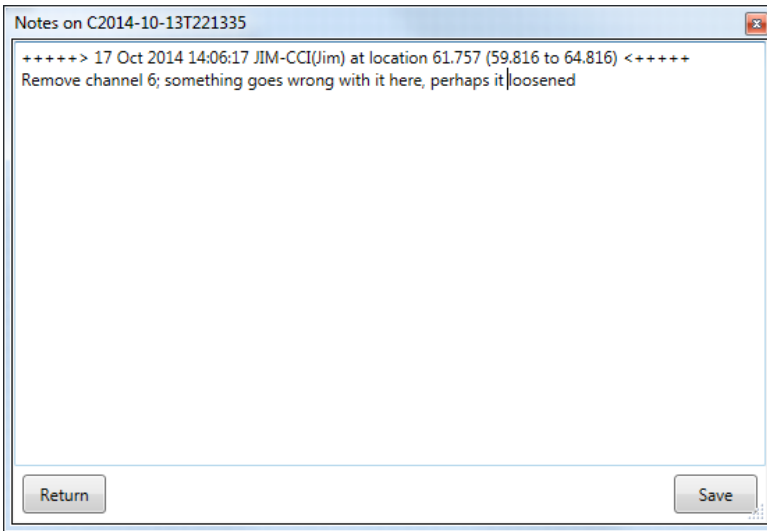 Notes on C2014-10-13T221335
+++++> 17 Oct 2014 14:06:17 JIM-CCI(Jim) at location 61.757 (59.816 to 64.816) <+++++
Remove channel 6; something goes wrong with it here, perhaps it loosened
Return
Save